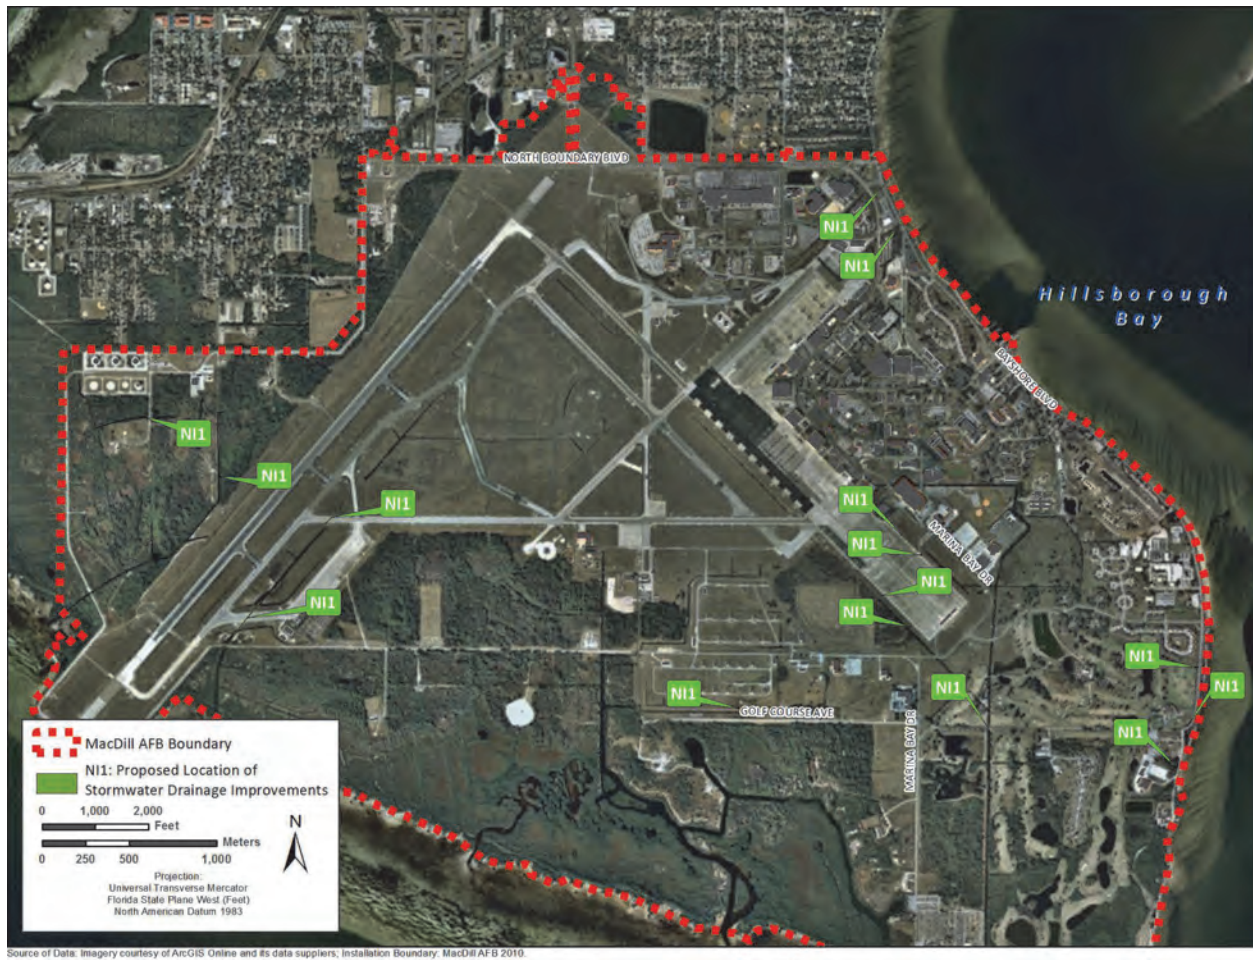 NORTH BOUNDARY BLVD
NI1
NI1
Hillsborough
Bay
BAYSHORE BLVD
NI1
NI1
NI1
NI1
NI1
MARINA BAY DR
NI1
NI1
NI1
NI1
NI1
NI1
NI1
NI1
GOLF COURSE AVE
MARINA BAY DR
NI1
MacDill AFB Boundary
NI1: Proposed Location of
Stormwater Drainage Improvements
0 1,000 2,000
Feet
Meters
0 250 500 1,000
N
Projection:
Universal Transverse Mercator
Florida State Plane West (Feet)
North American Datum 1983
Source of Data: Imagery courtesy of ArcGIS Online and its data suppliers; Installation Boundary: MacDill AFB 2010.